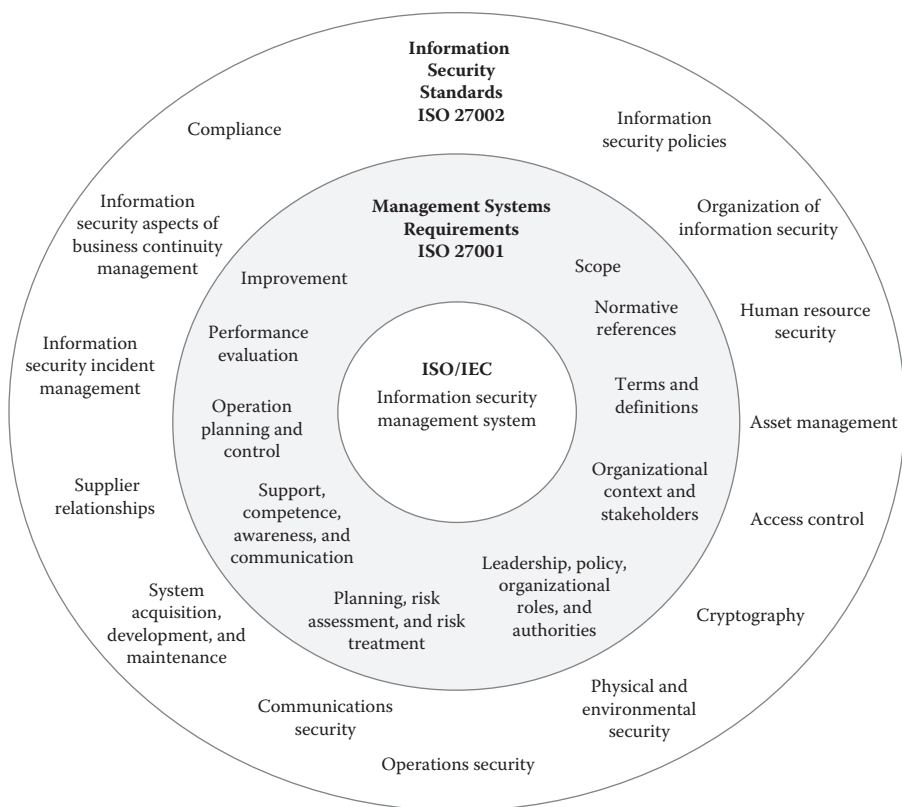 Information
Security
Standards
ISO 27002
Information
security policies
Organization of
information security
Human resource
security
Asset management
Access control
Cryptography
Physical and
environmental
security
Operations security
Communications
security
System
acquisition,
development, and
maintenance
Supplier
relationships
Information
security incident
management
Information
security aspects of
business continuity
management
Compliance
Management Systems
Requirements
ISO 27001
Scope
Normative
references
Terms and
definitions
Organizational
context and
stakeholders
Leadership, policy,
organizational
roles, and
authorities
Planning, risk
assessment, and risk
treatment
Support,
competence,
awareness, and
communication
Operation
planning and
control
Performance
evaluation
Improvement
ISO/IEC
Information security
management system